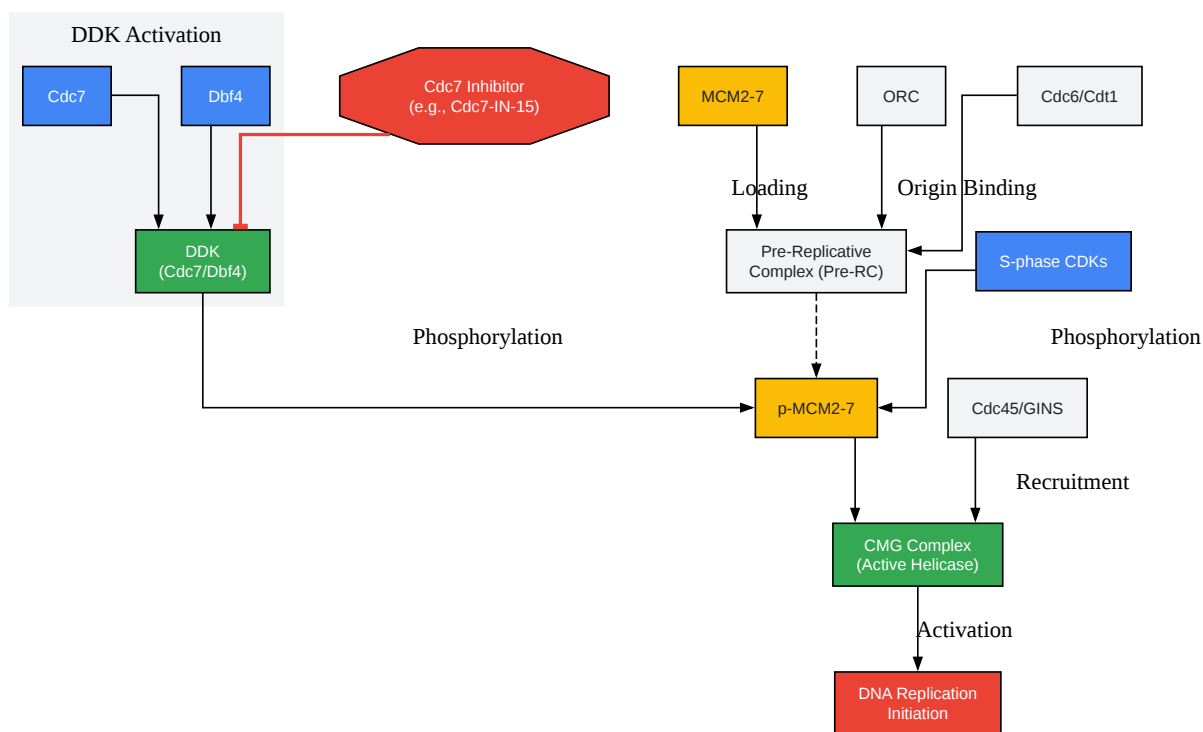 DDK Activation
Cdc7
Dbf4
Cdc7 Inhibitor
(e.g., Cdc7-IN-15)
MCM2-7
ORC
Cdc6/Cdt1
Loading
Origin Binding
DDK
(Cdc7/Dbf4)
Pre-Replicative
Complex (Pre-RC)
S-phase CDKs
Phosphorylation
Phosphorylation
p-MCM2-7
Cdc45/GINS
Recruitment
CMG Complex
(Active Helicase)
Activation
DNA Replication
Initiation